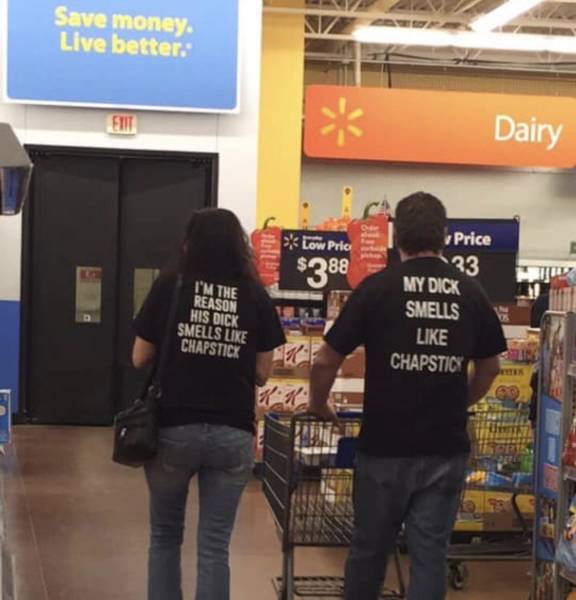 Save money.
Live better.
EXIT
Dairy
Low Price
$3.88
Price
33
I'M THE
REASON
HIS DICK
SMELLS LIKE
CHAPSTICK
MY DICK
SMELLS
LIKE
CHAPSTICK
K